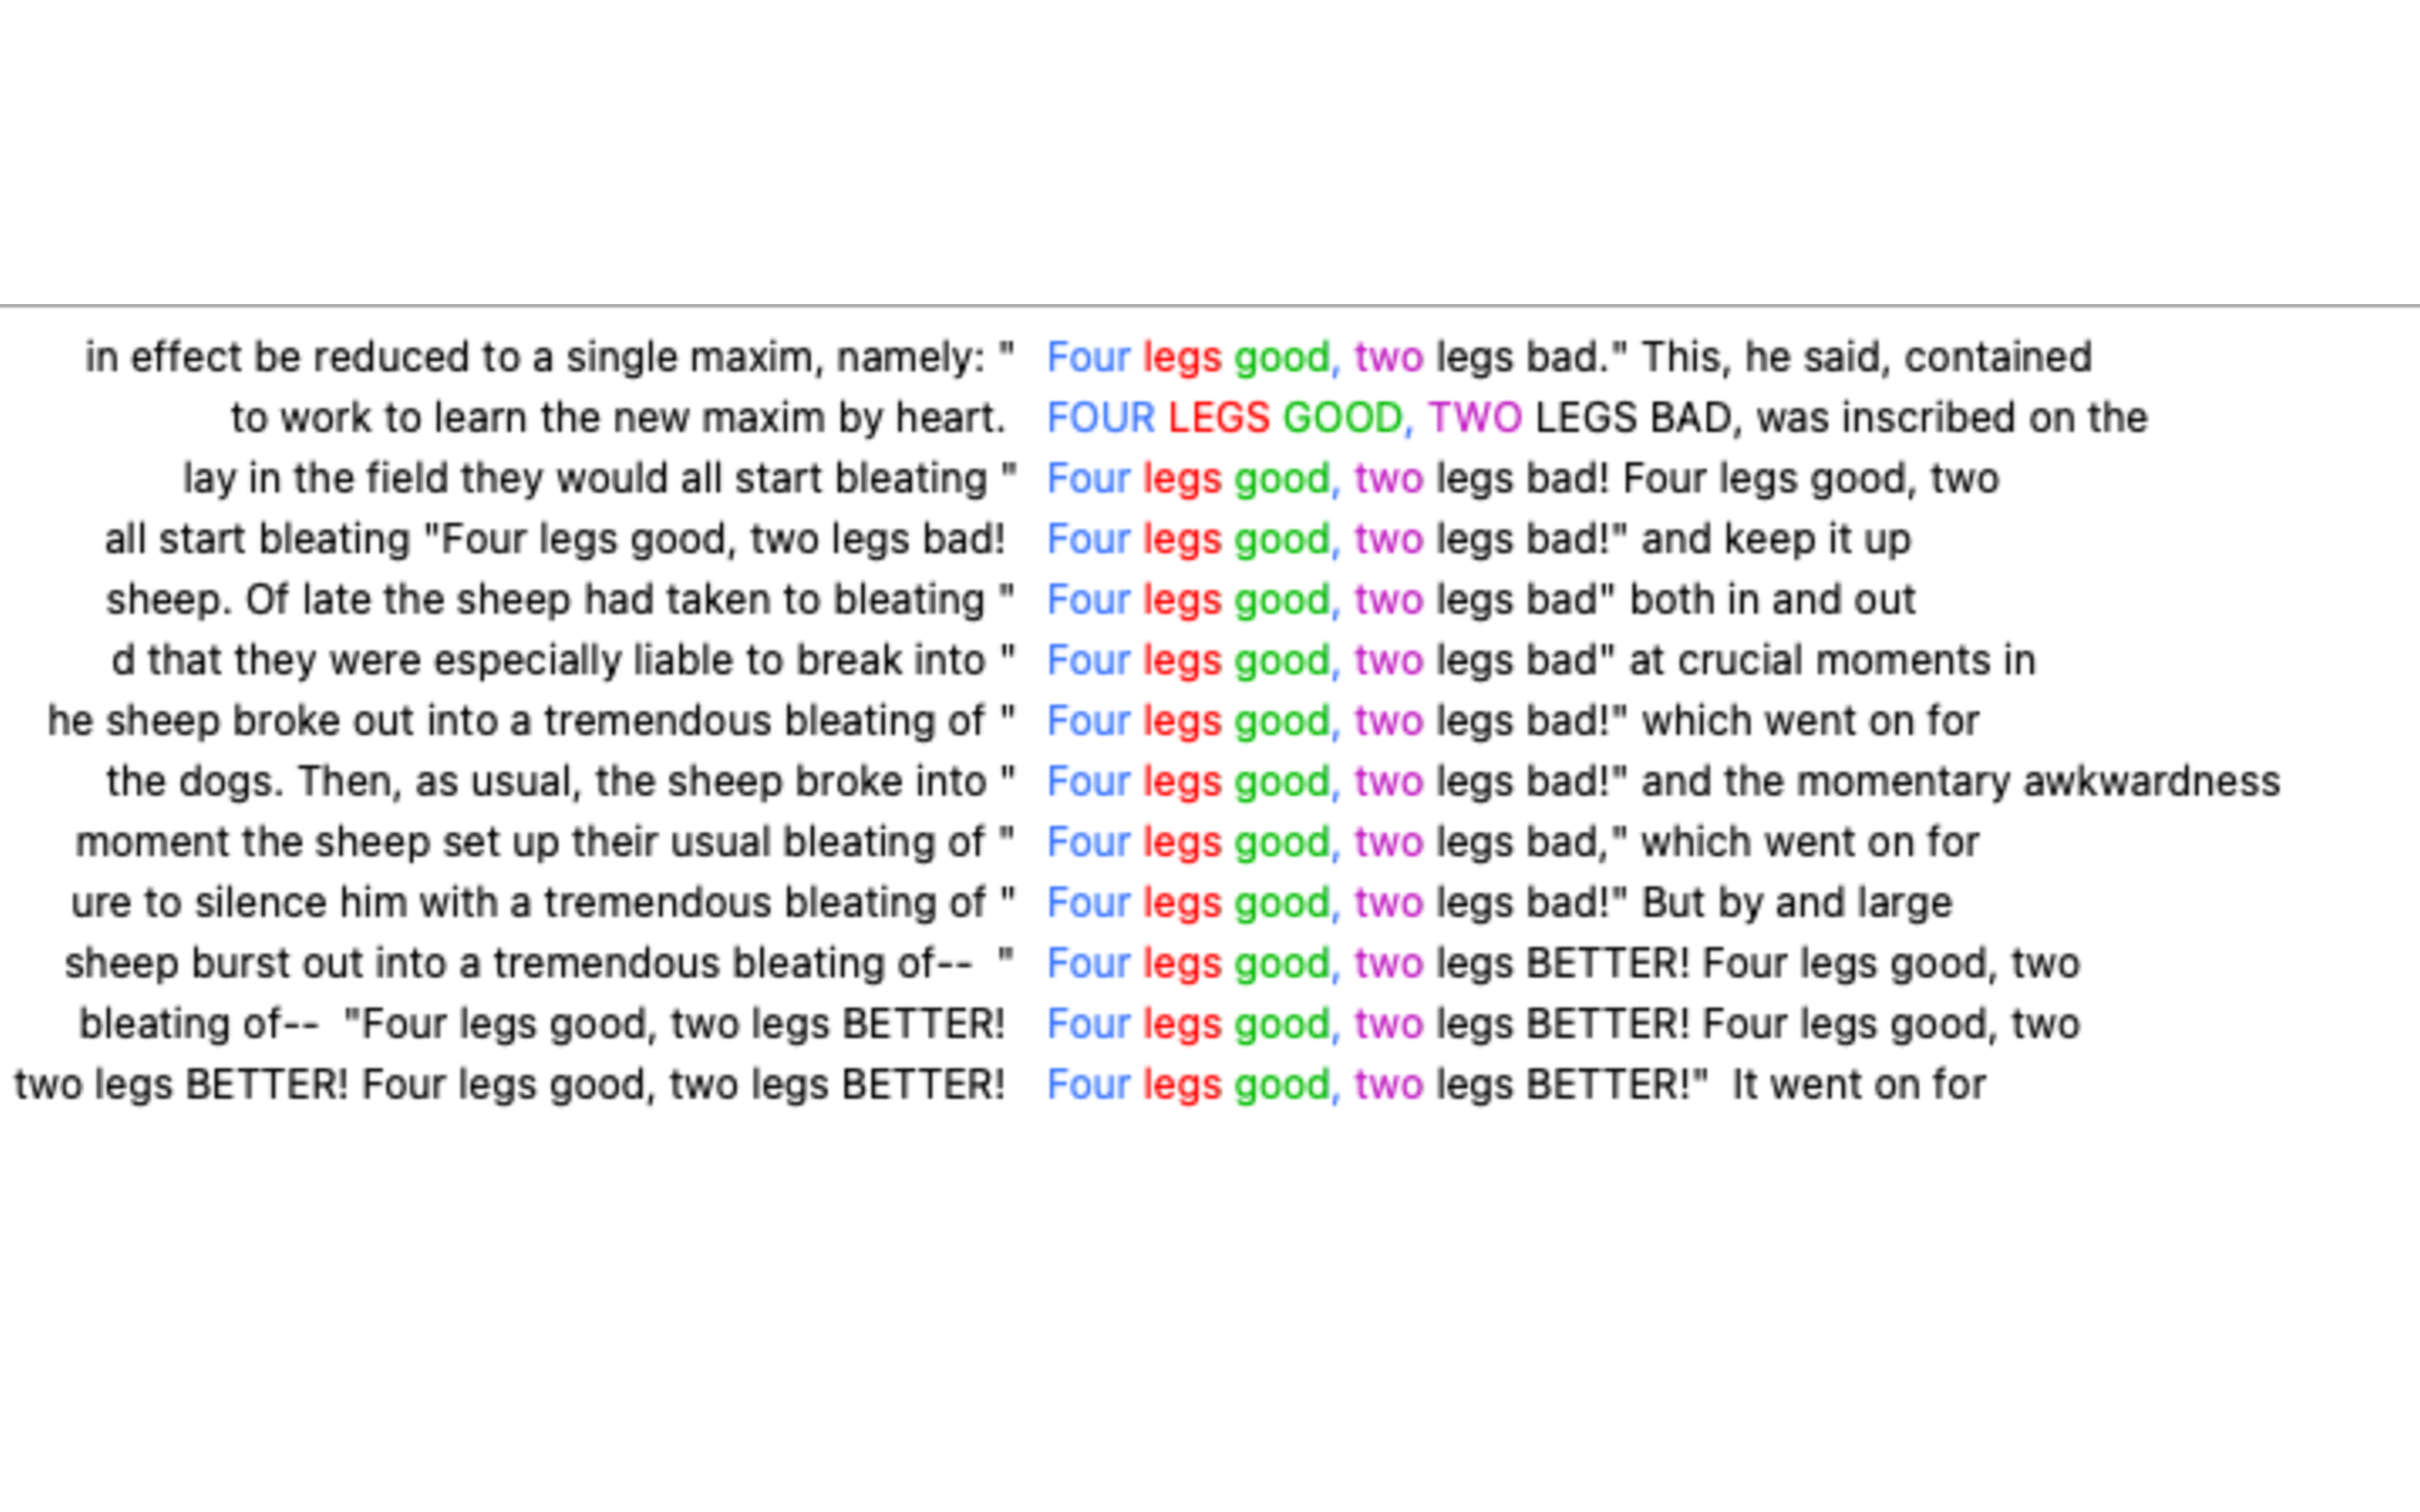 in effect be reduced to a single maxim, namely: " Four legs good, two legs bad." This, he said, contained
to work to learn the new maxim by heart. FOUR LEGS GOOD, TWO LEGS BAD, was inscribed on the
lay in the field they would all start bleating " Four legs good, two legs bad! Four legs good, two
all start bleating "Four legs good, two legs bad! Four legs good, two legs bad!" and keep it up
sheep. Of late the sheep had taken to bleating " Four legs good, two legs bad" both in and out
d that they were especially liable to break into " Four legs good, two legs bad" at crucial moments in
he sheep broke out into a tremendous bleating of " Four legs good, two legs bad!" which went on for
the dogs. Then, as usual, the sheep broke into " Four legs good, two legs bad!" and the momentary awkwardness
moment the sheep set up their usual bleating of " Four legs good, two legs bad," which went on for
ure to silence him with a tremendous bleating of " Four legs good, two legs bad!" But by and large
sheep burst out into a tremendous bleating of-- " Four legs good, two legs BETTER! Four legs good, two
bleating of-- "Four legs good, two legs BETTER! Four legs good, two legs BETTER! Four legs good, two
two legs BETTER! Four legs good, two legs BETTER! Four legs good, two legs BETTER!" It went on for